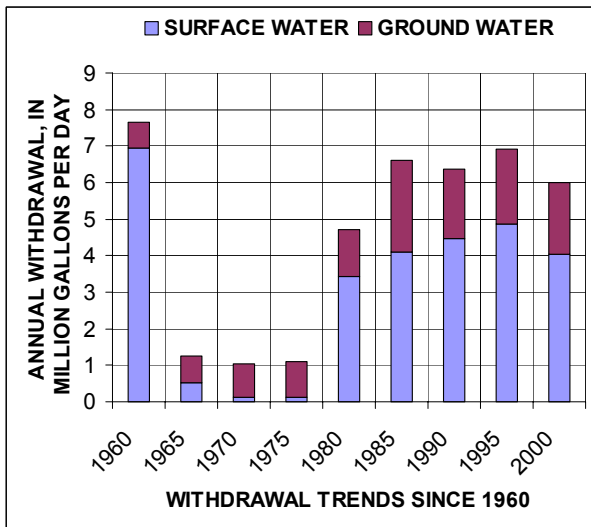 SURFACE WATER GROUND WATER
ANNUAL WITHDRAWAL, IN
MILLION GALLONS PER DAY
9
8
7
6
5
4
3
2
1
0
1960 1965 1970 1975 1980 1985 1990 1995 2000
WITHDRAWAL TRENDS SINCE 1960